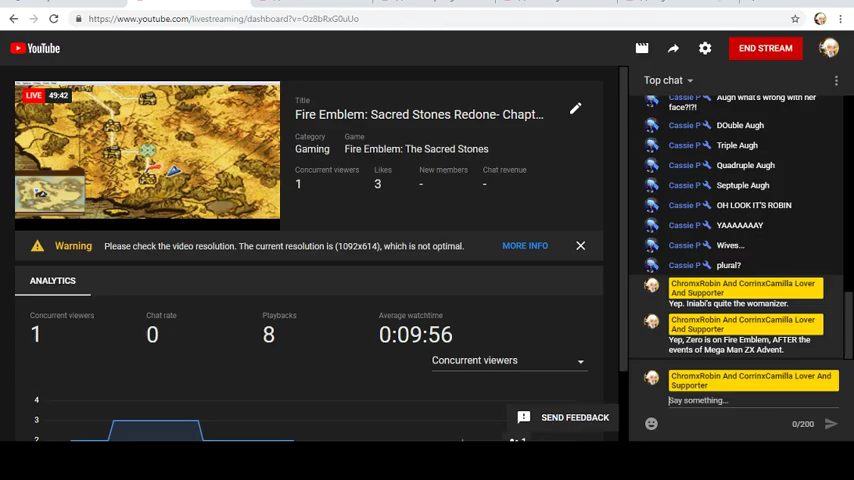 https://www.youtube.com/livestreaming/dashboard?v=Oz8bRxG0uUo
YouTube
END STREAM
LIVE 49:42
Title
Fire Emblem: Sacred Stones Redone- Chapt...
Category
Game
Gaming
Fire Emblem: The Sacred Stones
Concurrent viewers
Likes
New members
Chat revenue
1
3
-
-
Warning
Please check the video resolution. The current resolution is (1092x614), which is not optimal.
MORE INFO
ANALYTICS
Concurrent viewers
Chat rate
Playbacks
Average watchtime
1
0
8
0:09:56
Concurrent viewers
4
3
2
SEND FEEDBACK
1
Top chat
Cassie P Augh what's wrong with her
face?!?!
Cassie P DOuble Augh
Cassie P Triple Augh
Cassie P Quadruple Augh
Cassie P Septuple Augh
Cassie P OH LOOK IT'S ROBIN
Cassie P YAAAAAAY
Cassie P Wives...
Cassie P plural?
ChromxRobin And CorrinxCamilla Lover
And Supporter
Yep. Iniabi's quite the womanizer.
ChromxRobin And CorrinxCamilla Lover
And Supporter
Yep, Zero is on Fire Emblem, AFTER the
events of Mega Man ZX Advent.
ChromxRobin And CorrinxCamilla Lover And
Supporter
Say something...
0/200